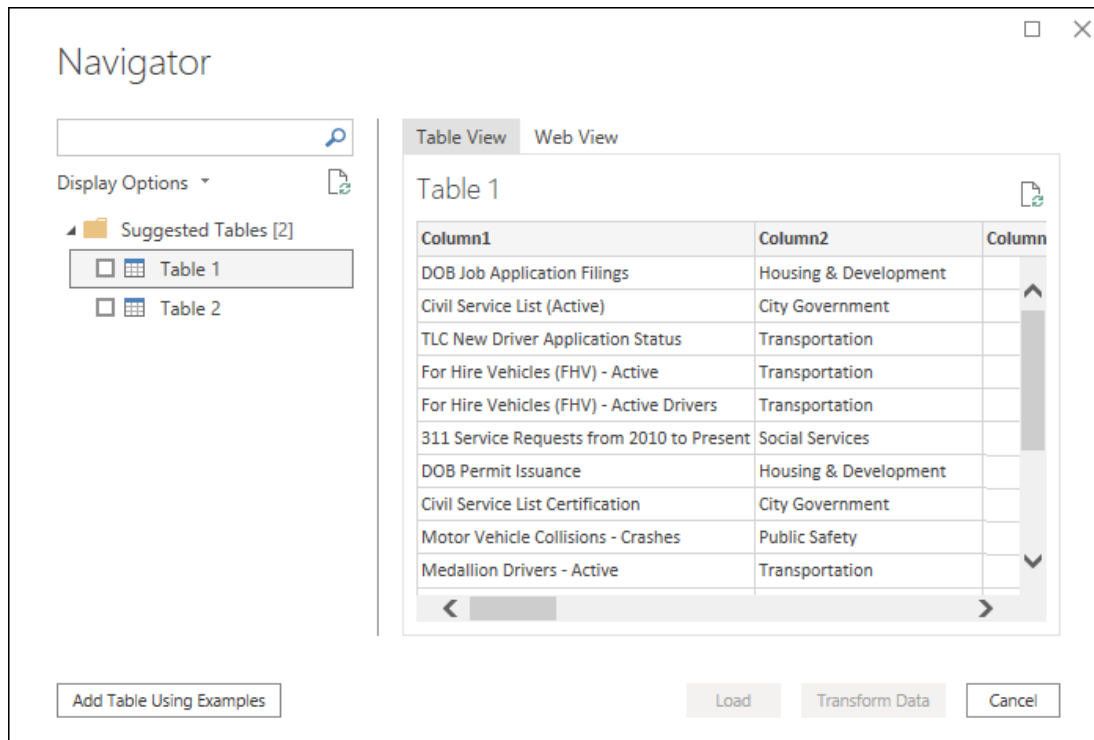 Navigator
Display Options
Suggested Tables [2]
Table 1
Table 2
Table View Web View
Table 1
Column1 Column2 Column
DOB Job Application Filings Housing & Development
Civil Service List (Active) City Government
TLC New Driver Application Status Transportation
For Hire Vehicles (FHV) - Active Transportation
For Hire Vehicles (FHV) - Active Drivers Transportation
311 Service Requests from 2010 to Present Social Services
DOB Permit Issuance Housing & Development
Civil Service List Certification City Government
Motor Vehicle Collisions - Crashes Public Safety
Medallion Drivers - Active Transportation
Add Table Using Examples Load Transform Data Cancel